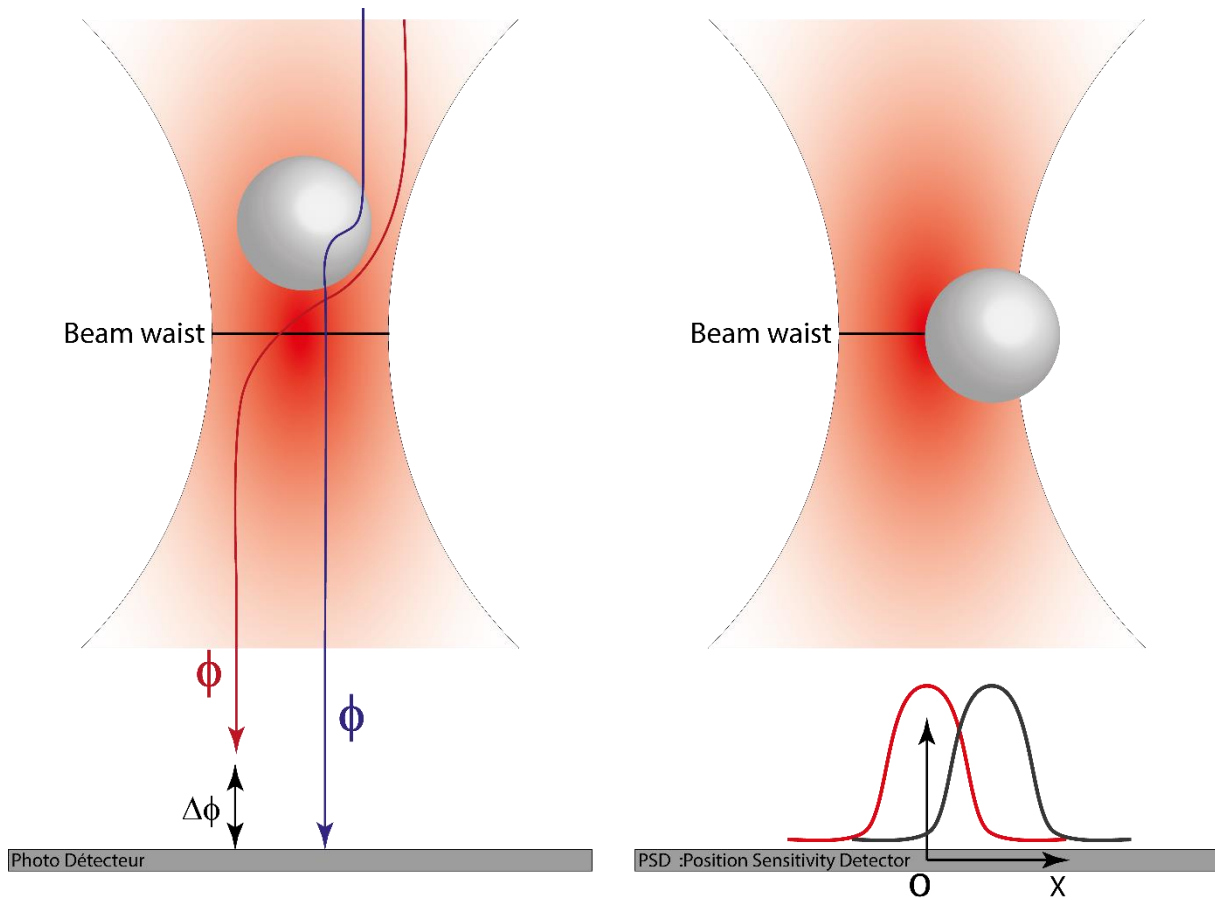 Beam waist
ϕ
ϕ
Δϕ
Photo Détecteur
Beam waist
PSD :Position Sensitivity Detector
O
X